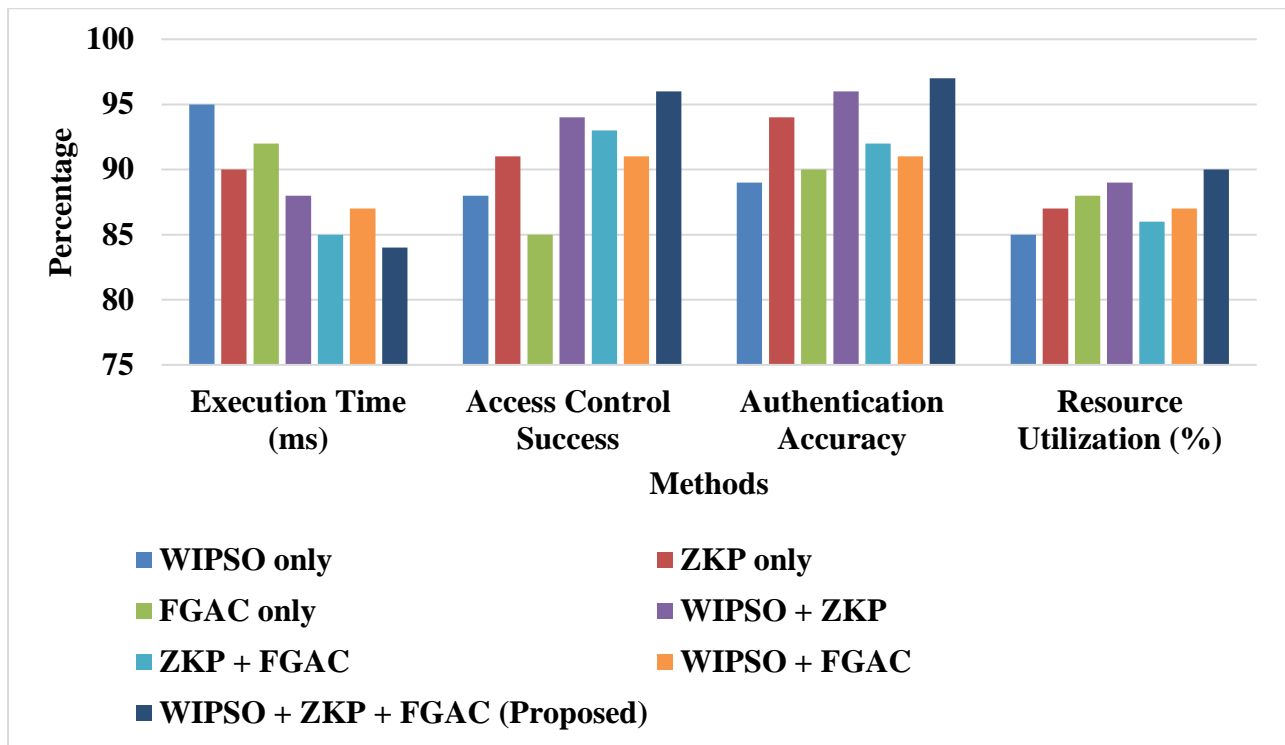 100
95
90
85
80
75
Percentage
Execution Time
(ms)
Access Control
Success
Authentication
Accuracy
Resource
Utilization (%)
Methods
WIPSO only
ZKP only
FGAC only
WIPSO + ZKP
ZKP + FGAC
WIPSO + FGAC
WIPSO + ZKP + FGAC (Proposed)